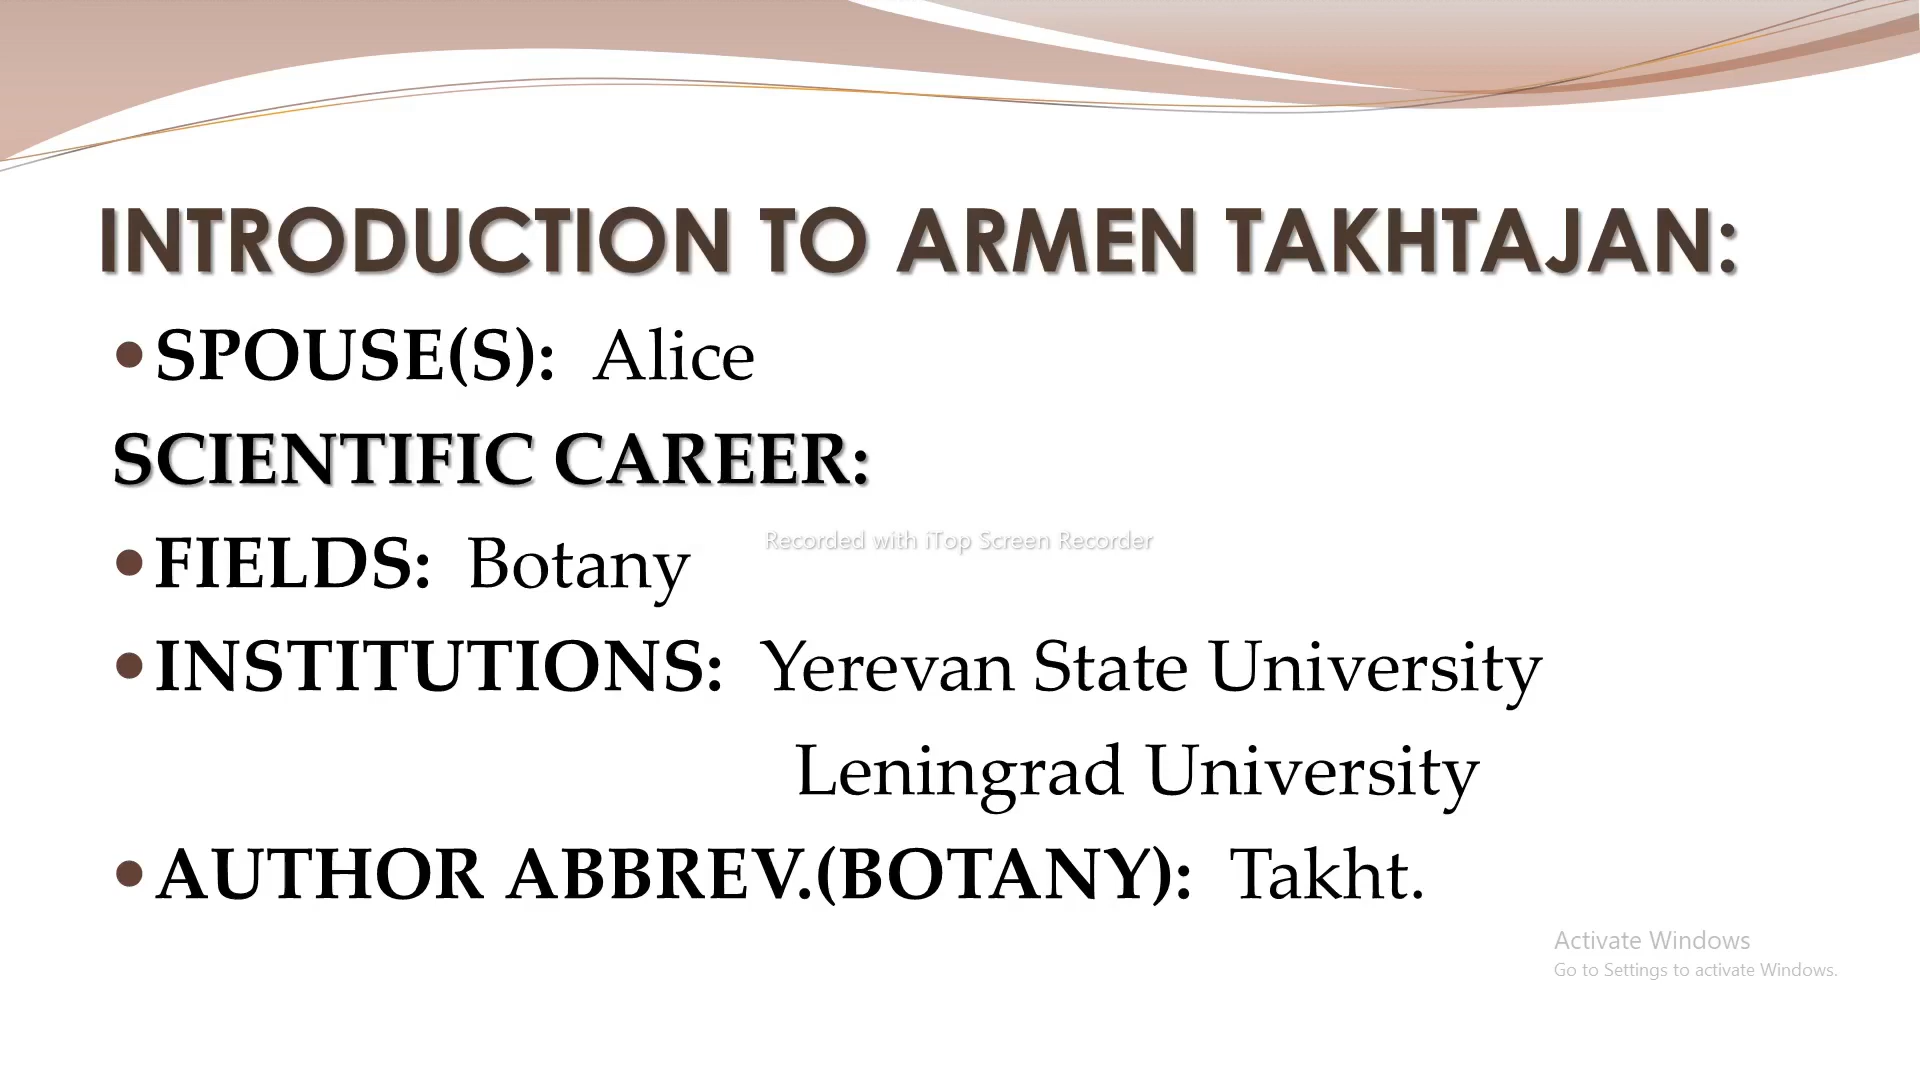 INTRODUCTION TO ARMEN TAKHTAJAN:
• SPOUSE(S): Alice
SCIENTIFIC CAREER:
• FIELDS: Botany
Recorded with iTop Screen Recorder
• INSTITUTIONS: Yerevan State University
Leningrad University
• AUTHOR ABBREV.(BOTANY): Takht.
Activate Windows
Go to Settings to activate Windows.